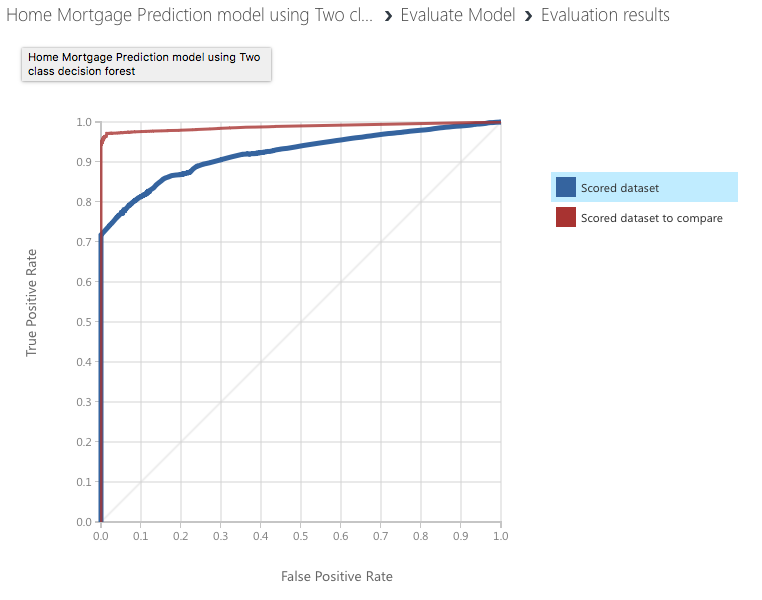 Home Mortgage Prediction model using Two cl... ❯ Evaluate Model ❯ Evaluation results
Home Mortgage Prediction model using Two
class decision forest
1.0
0.9
0.8
0.7
0.6
0.5
0.4
0.3
0.2
0.1
0.0
True Positive Rate
0.0 0.1 0.2 0.3 0.4 0.5 0.6 0.7 0.8 0.9 1.0
False Positive Rate
Scored dataset
Scored dataset to compare